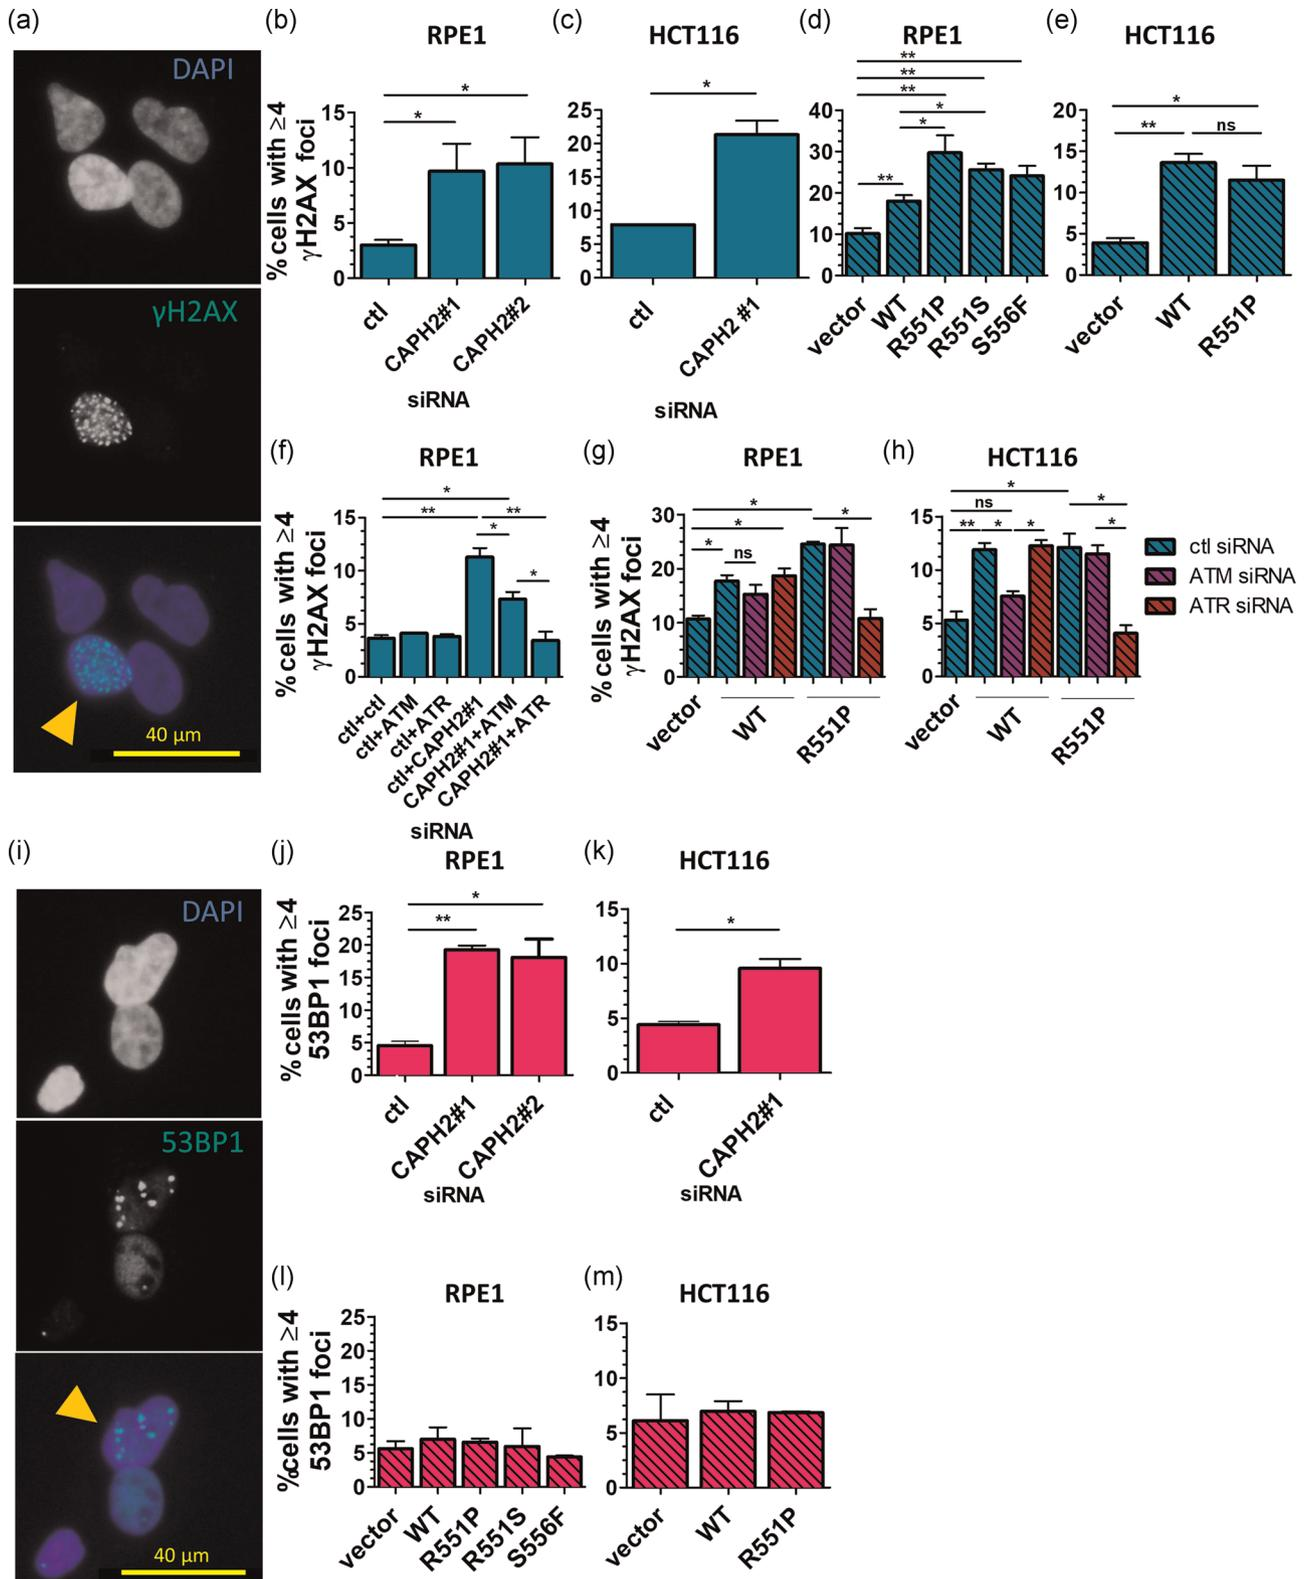 (a)
DAPI
γH2AX
40 μm
(b)
RPE1
%cells with ≥4
γH2AX foci
15
10
5
0
*
*
ctl
CAPH2#1
CAPH2#2
siRNA
(c)
HCT116
25
20
15
10
5
0
*
ctl
CAPH2 #1
siRNA
(d)
RPE1
40
30
20
10
0
**
**
**
*
*
**
vector
WT
R551P
R551S
S556F
(e)
HCT116
20
15
10
5
0
*
**
ns
vector
WT
R551P
(f)
RPE1
%cells with ≥4
γH2AX foci
15
10
5
0
*
**
**
*
*
ctl+ctl
ctl+ATM
ctl+ATR
ctl+CAPH2#1
CAPH2#1+ATM
CAPH2#1+ATR
siRNA
(g)
RPE1
%cells with ≥4
γH2AX foci
30
20
10
0
*
*
*
ns
*
vector
WT
R551P
(h)
HCT116
15
10
5
0
*
ns
*
**
*
*
*
vector
WT
R551P
ctl siRNA
ATM siRNA
ATR siRNA
(i)
DAPI
53BP1
40 μm
(j)
RPE1
%cells with ≥4
53BP1 foci
25
20
15
10
5
0
*
**
ctl
CAPH2#1
CAPH2#2
siRNA
(k)
HCT116
15
10
5
0
*
ctl
CAPH2#1
siRNA
(l)
RPE1
%cells with ≥4
53BP1 foci
25
20
15
10
5
0
vector
WT
R551P
R551S
S556F
(m)
HCT116
15
10
5
0
vector
WT
R551P